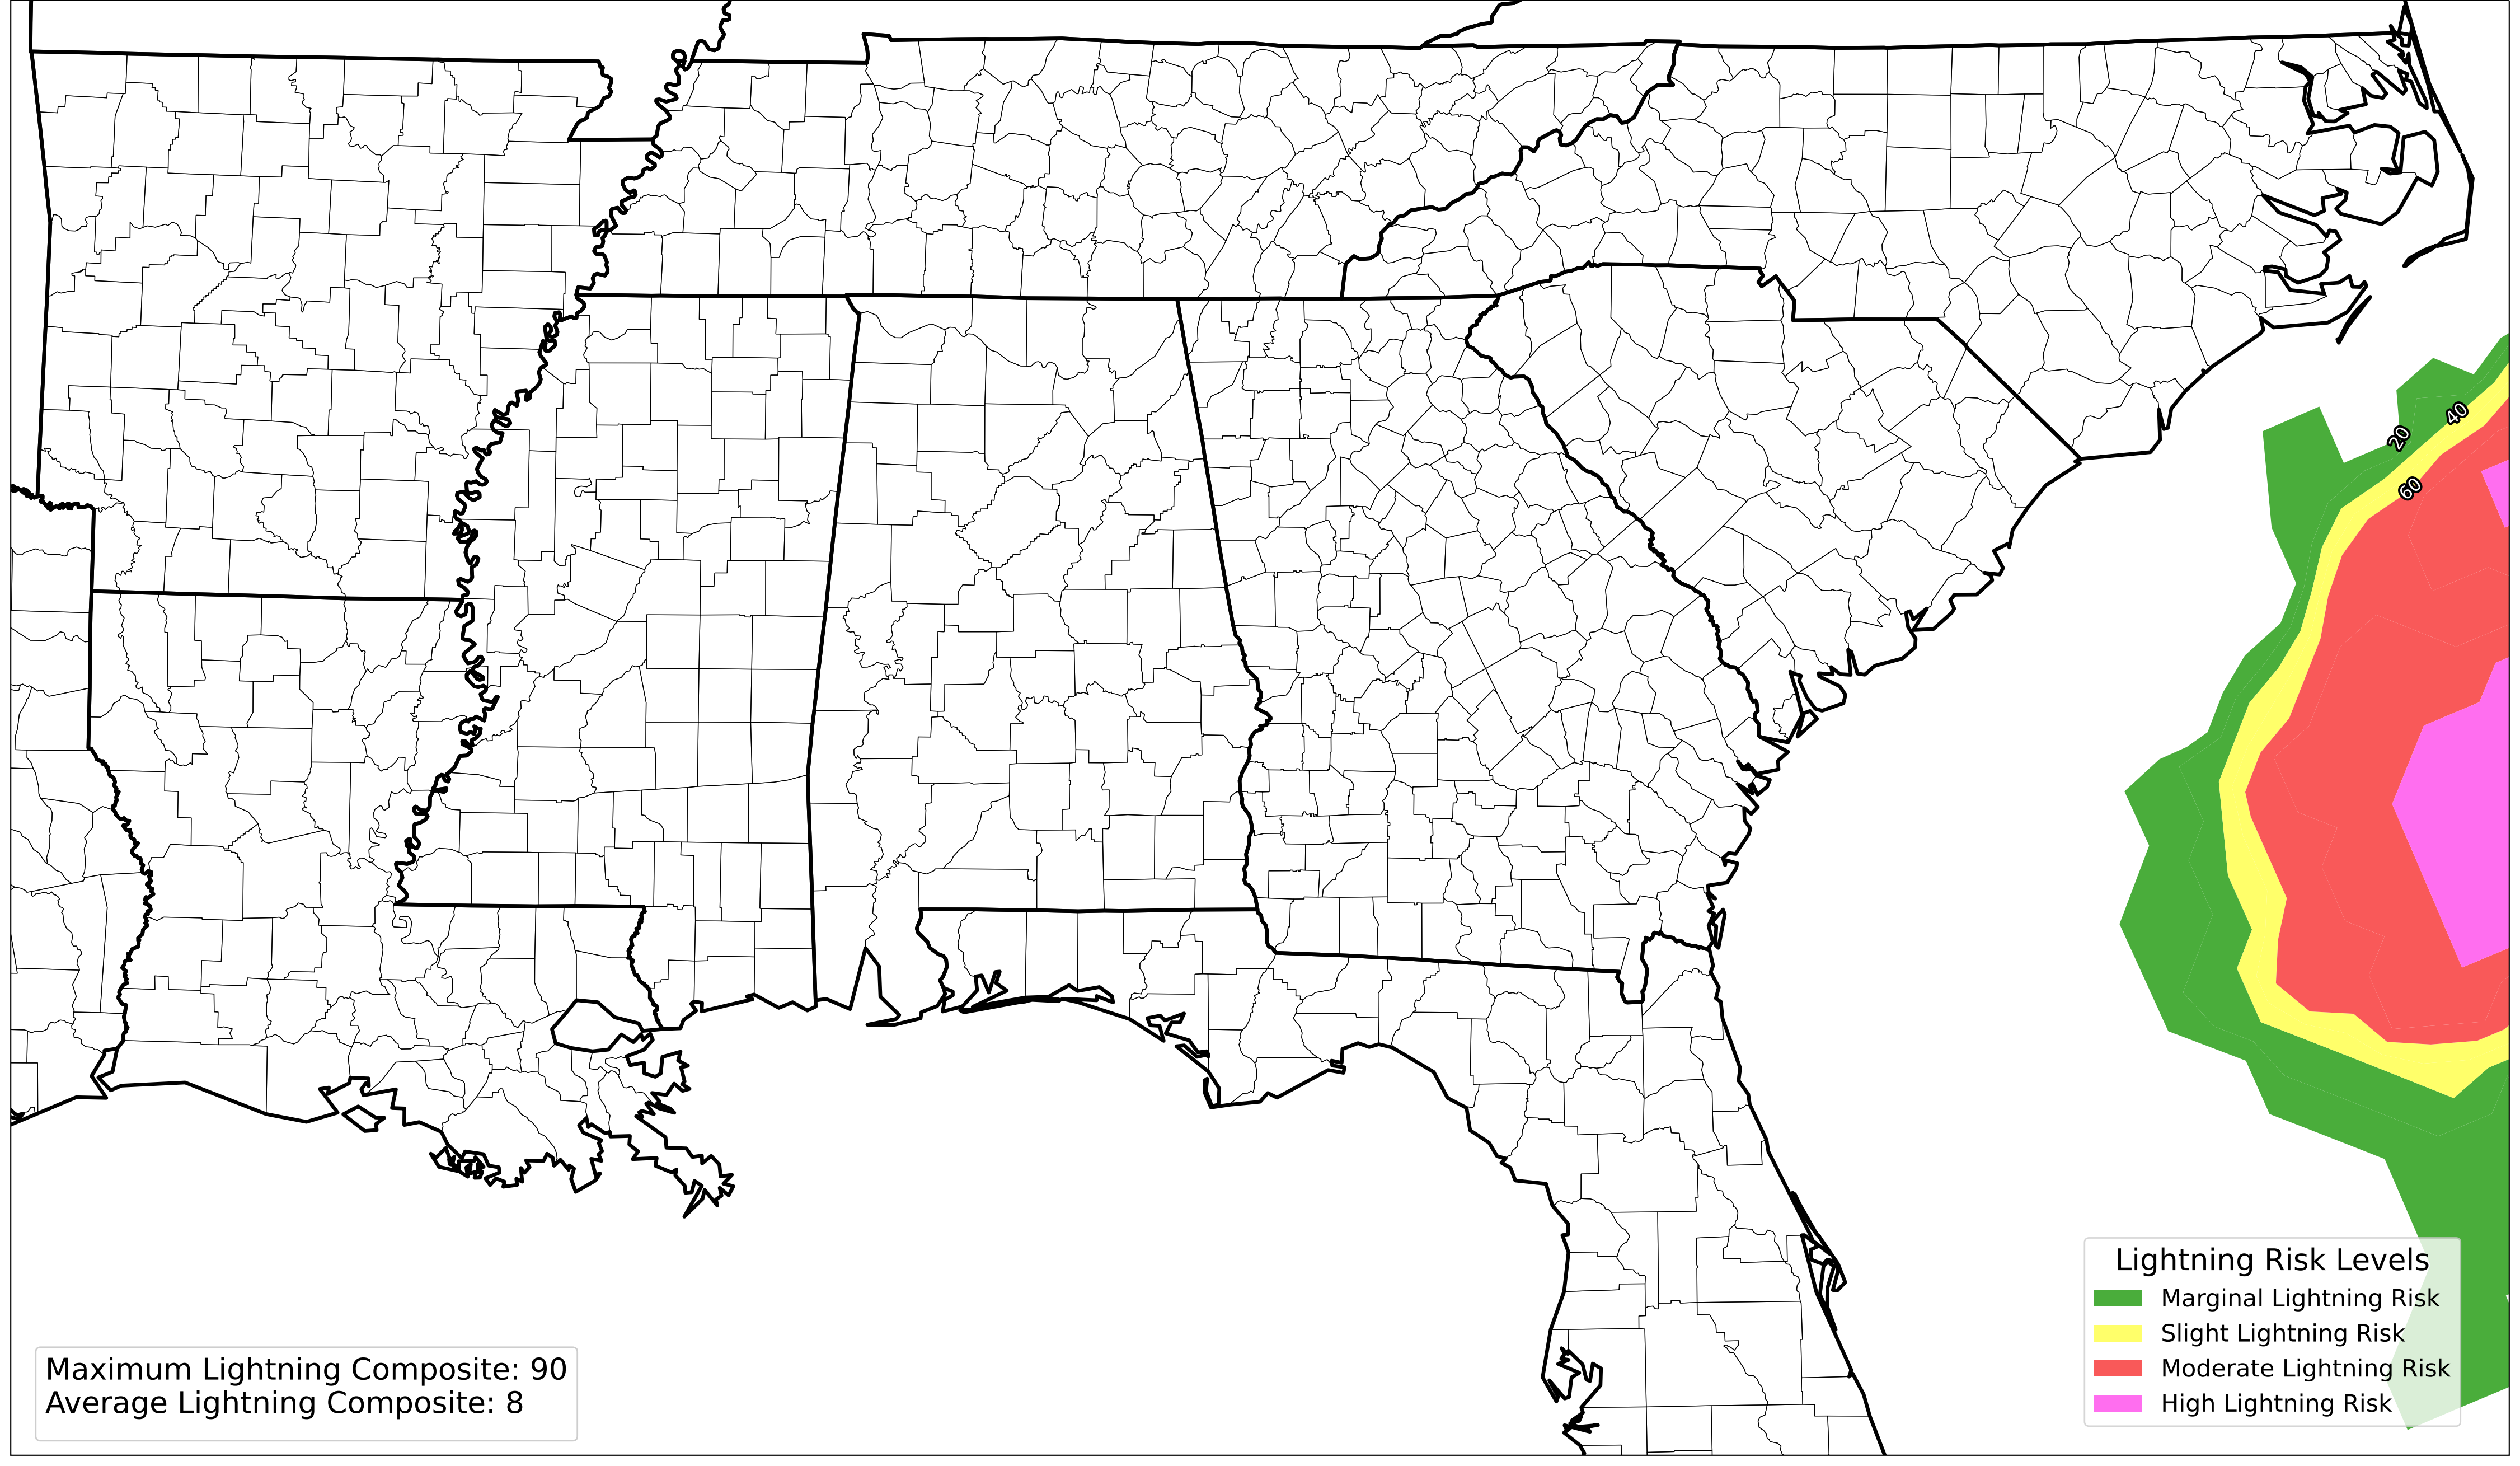 40
20
60
Lightning Risk Levels
Marginal Lightning Risk
Slight Lightning Risk
Moderate Lightning Risk
High Lightning Risk
Maximum Lightning Composite: 90
Average Lightning Composite: 8